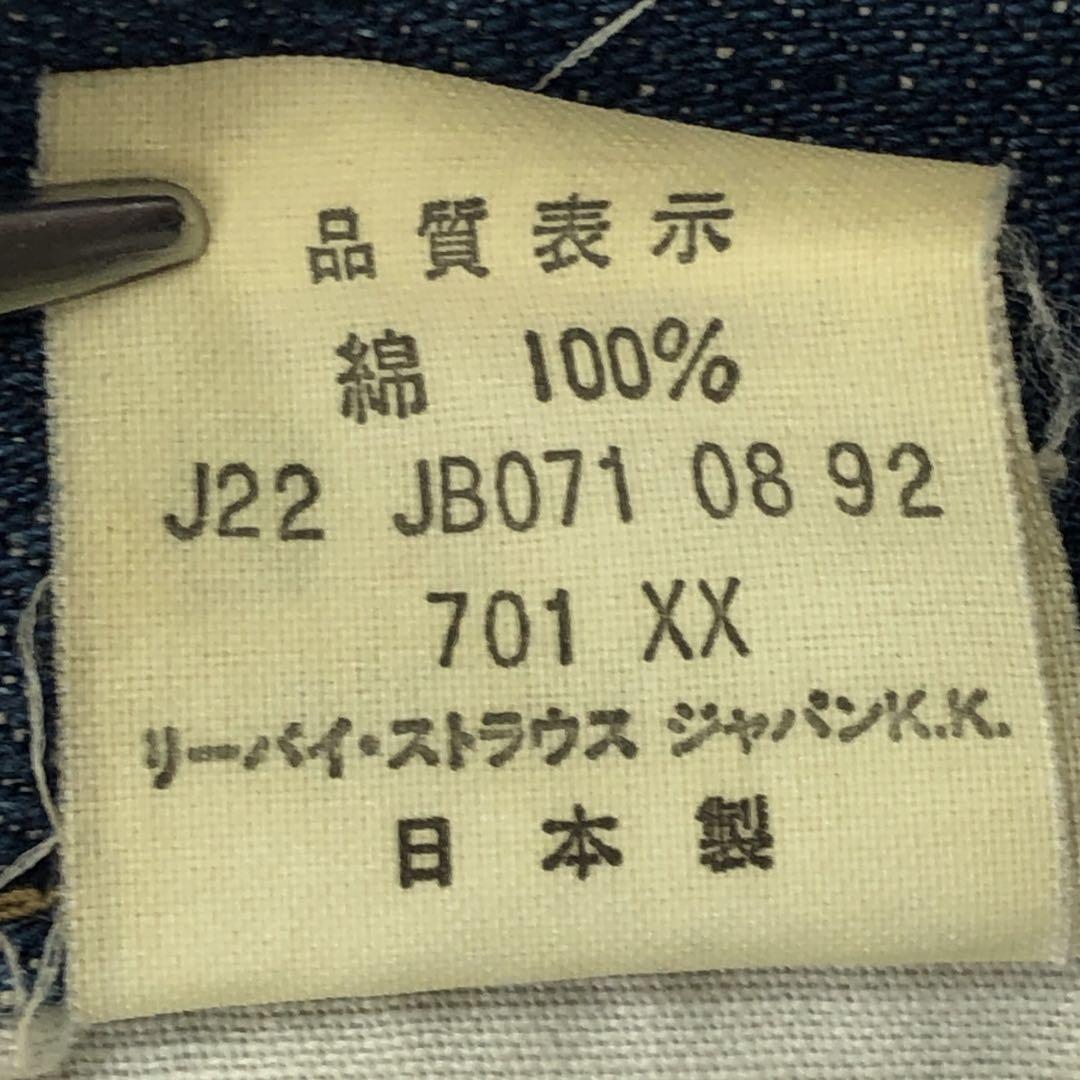 品質表示
綿 100%
J22 JB071 08 92
701 XX
リーバイ・ストラウス ジャパンK.K.
日本製